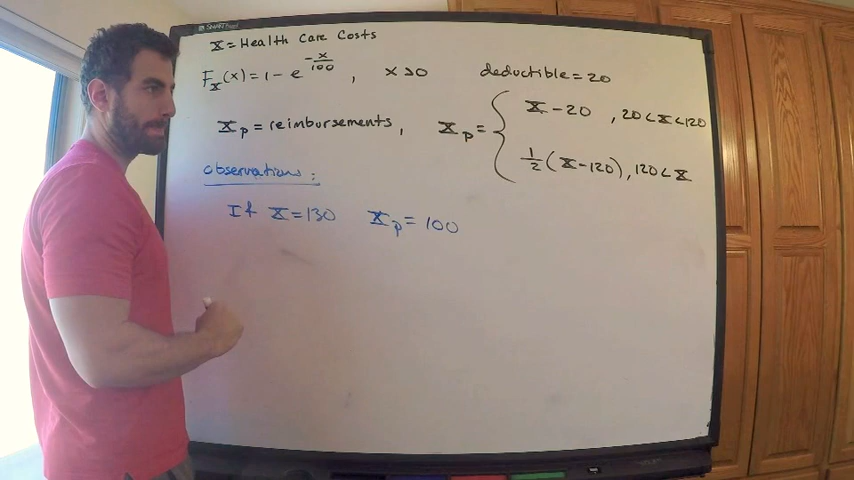 SMART
X = Health Care Costs
F_X(x) = 1 - e^{-x/100} , x > 0 deductible = 20
X_p = reimbursements, X_p = { X - 20 , 20 < X < 120
1/2 (X - 120), 120 < X
observations:
If X = 130 X_p = 100